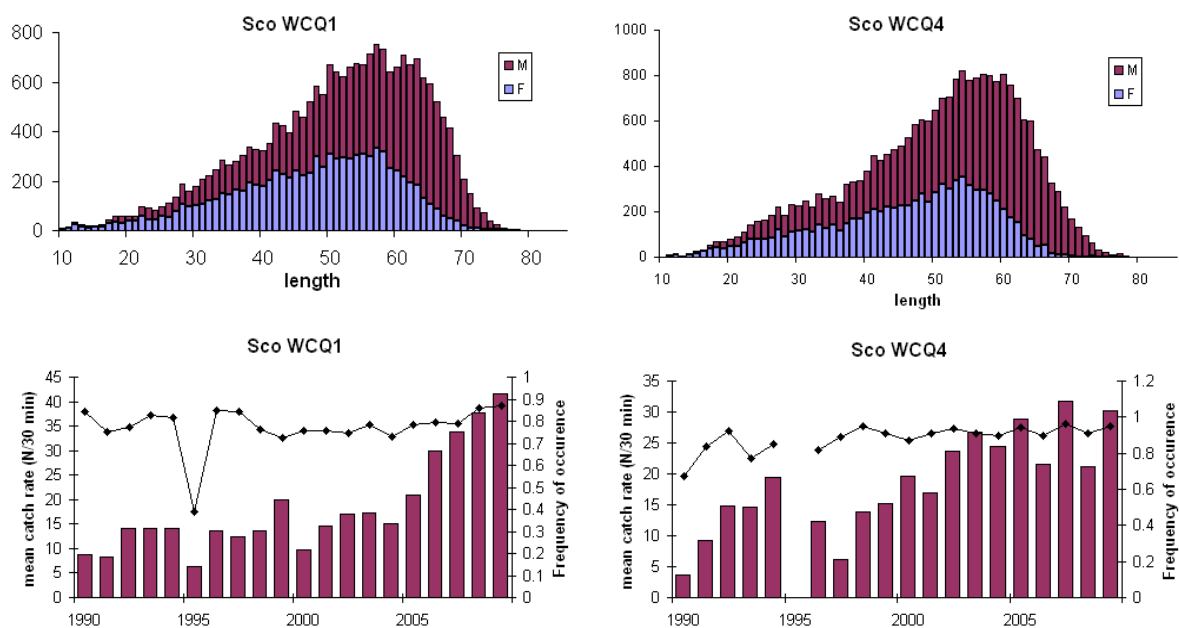 Sco WCQ1
800
600
400
200
0
10 20 30 40 50 60 70 80
length
M
F
Sco WCQ4
1000
800
600
400
200
0
10 20 30 40 50 60 70 80
length
M
F
Sco WCQ1
mean catch rate (N/30 min)
45
40
35
30
25
20
15
10
5
0
1990 1995 2000 2005
1
0.9
0.8
0.7
0.6
0.5
0.4
0.3
0.2
0.1
0
Frequency of occurence
Sco WCQ4
mean catch rate (N/30 min)
35
30
25
20
15
10
5
0
1990 1995 2000 2005
1.2
1
0.8
0.6
0.4
0.2
0
Frequency of occurence